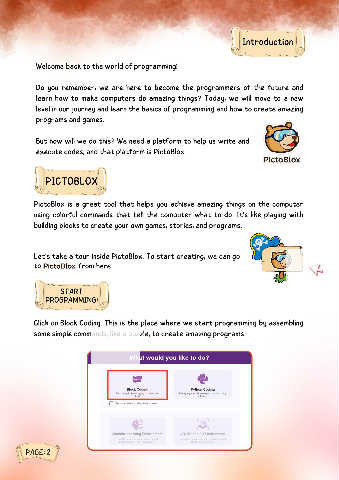 Introduction
Welcome back to the world of programming!
Do you remember, we are here to become the programmers of the future and
learn how to make computers do amazing things? Today, we will move to a new
level in our journey and learn the basics of programming and how to create amazing
programs and games.
But how will we do this? We need a platform to help us write and
execute codes, and that platform is PictoBlox
PictoBlox
PICTOBLOX
PictoBlox is a great tool that helps you achieve amazing things on the computer
using colorful commands that tell the computer what to do. It's like playing with
building blocks to create your own games, stories, and programs.
Let's take a tour inside PictoBlox. To start creating, we can go
to PictoBlox from here
START
PROGRAMMING!
Click on Block Coding. This is the place where we start programming by assembling
some simple commands, like a puzzle, to create amazing programs.
What would you like to do?
Block Coding
Python Coding
PAGE:2